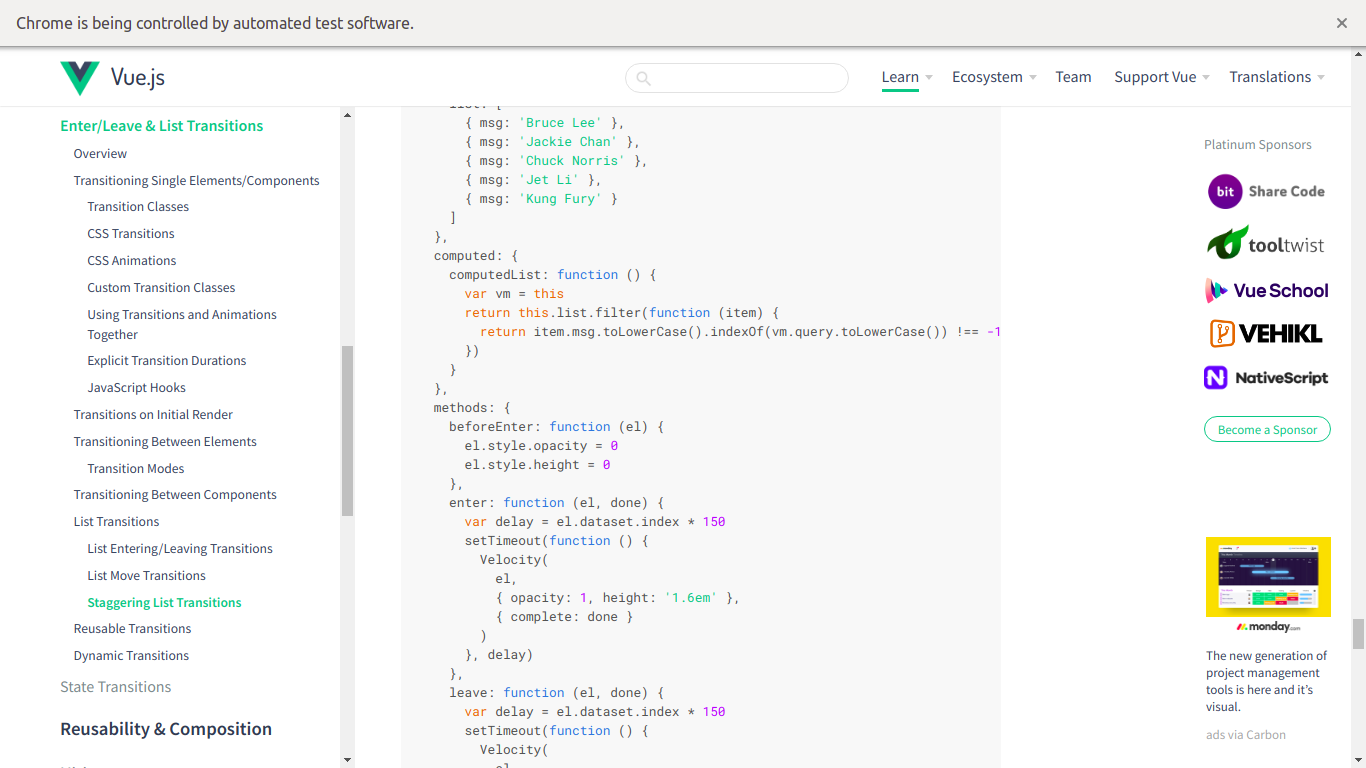 Chrome is being controlled by automated test software.
Vue.js
Learn
Ecosystem
Team
Support Vue
Translations
Enter/Leave & List Transitions
Overview
Transitioning Single Elements/Components
Transition Classes
CSS Transitions
CSS Animations
Custom Transition Classes
Using Transitions and Animations
Together
Explicit Transition Durations
JavaScript Hooks
Transitions on Initial Render
Transitioning Between Elements
Transition Modes
Transitioning Between Components
List Transitions
List Entering/Leaving Transitions
List Move Transitions
Staggering List Transitions
Reusable Transitions
Dynamic Transitions
State Transitions
Reusability & Composition
{ msg: 'Bruce Lee' },
{ msg: 'Jackie Chan' },
{ msg: 'Chuck Norris' },
{ msg: 'Jet Li' },
{ msg: 'Kung Fury' }
]
},
computed: {
computedList: function () {
var vm = this
return this.list.filter(function (item) {
return item.msg.toLowerCase().indexOf(vm.query.toLowerCase()) !== -1
})
}
},
methods: {
beforeEnter: function (el) {
el.style.opacity = 0
el.style.height = 0
},
enter: function (el, done) {
var delay = el.dataset.index * 150
setTimeout(function () {
Velocity(
el,
{ opacity: 1, height: '1.6em' },
{ complete: done }
)
}, delay)
},
leave: function (el, done) {
var delay = el.dataset.index * 150
setTimeout(function () {
Velocity(
Platinum Sponsors
bit Share Code
tooltwist
Vue School
VEHIKL
N NativeScript
Become a Sponsor
monday.com
The new generation of
project management
tools is here and it's
visual.
ads via Carbon